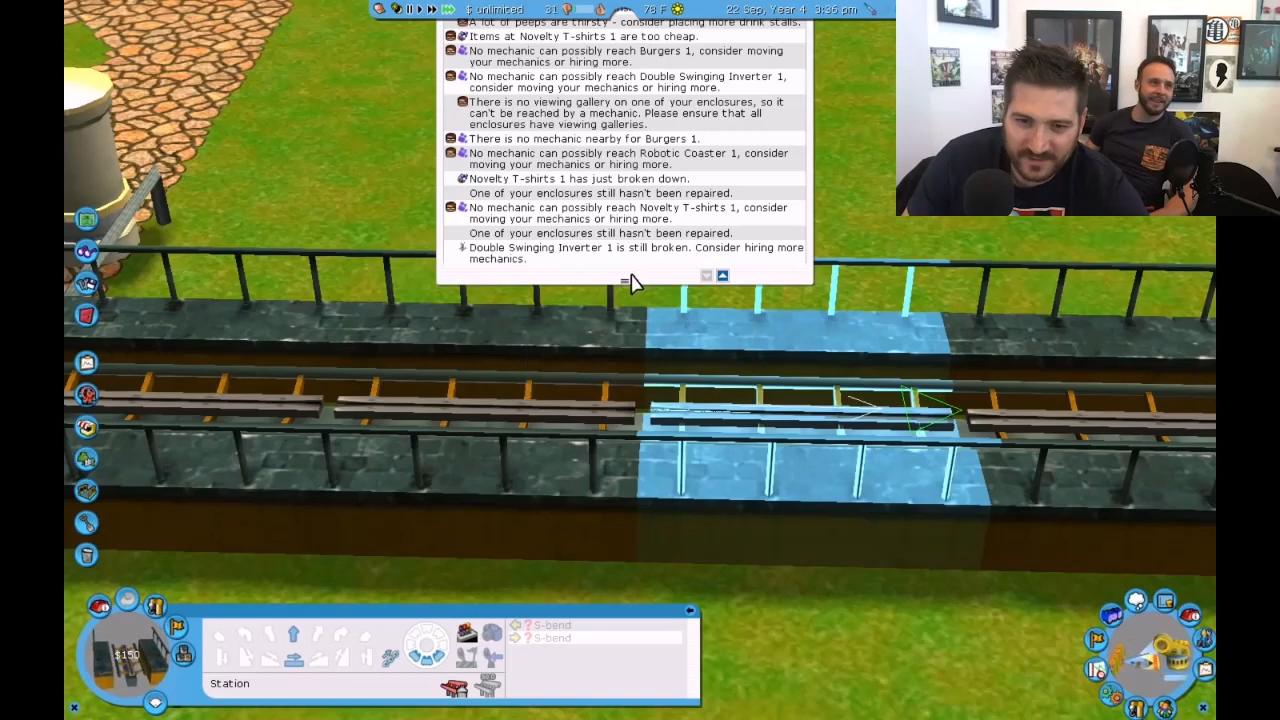 $ unlimited 31 78 F 22 Sep, Year 4 3:36 pm
A lot of peeps are thirsty - consider placing more drink stalls.
Items at Novelty T-shirts 1 are too cheap.
No mechanic can possibly reach Burgers 1, consider moving
your mechanics or hiring more.
No mechanic can possibly reach Double Swinging Inverter 1,
consider moving your mechanics or hiring more.
There is no viewing gallery on one of your enclosures, so it
can't be reached by a mechanic. Please ensure that all
enclosures have viewing galleries.
There is no mechanic nearby for Burgers 1.
No mechanic can possibly reach Robotic Coaster 1, consider
moving your mechanics or hiring more.
Novelty T-shirts 1 has just broken down.
One of your enclosures still hasn't been repaired.
No mechanic can possibly reach Novelty T-shirts 1, consider
moving your mechanics or hiring more.
One of your enclosures still hasn't been repaired.
Double Swinging Inverter 1 is still broken. Consider hiring more
mechanics.
S-bend
S-bend
$150
Station